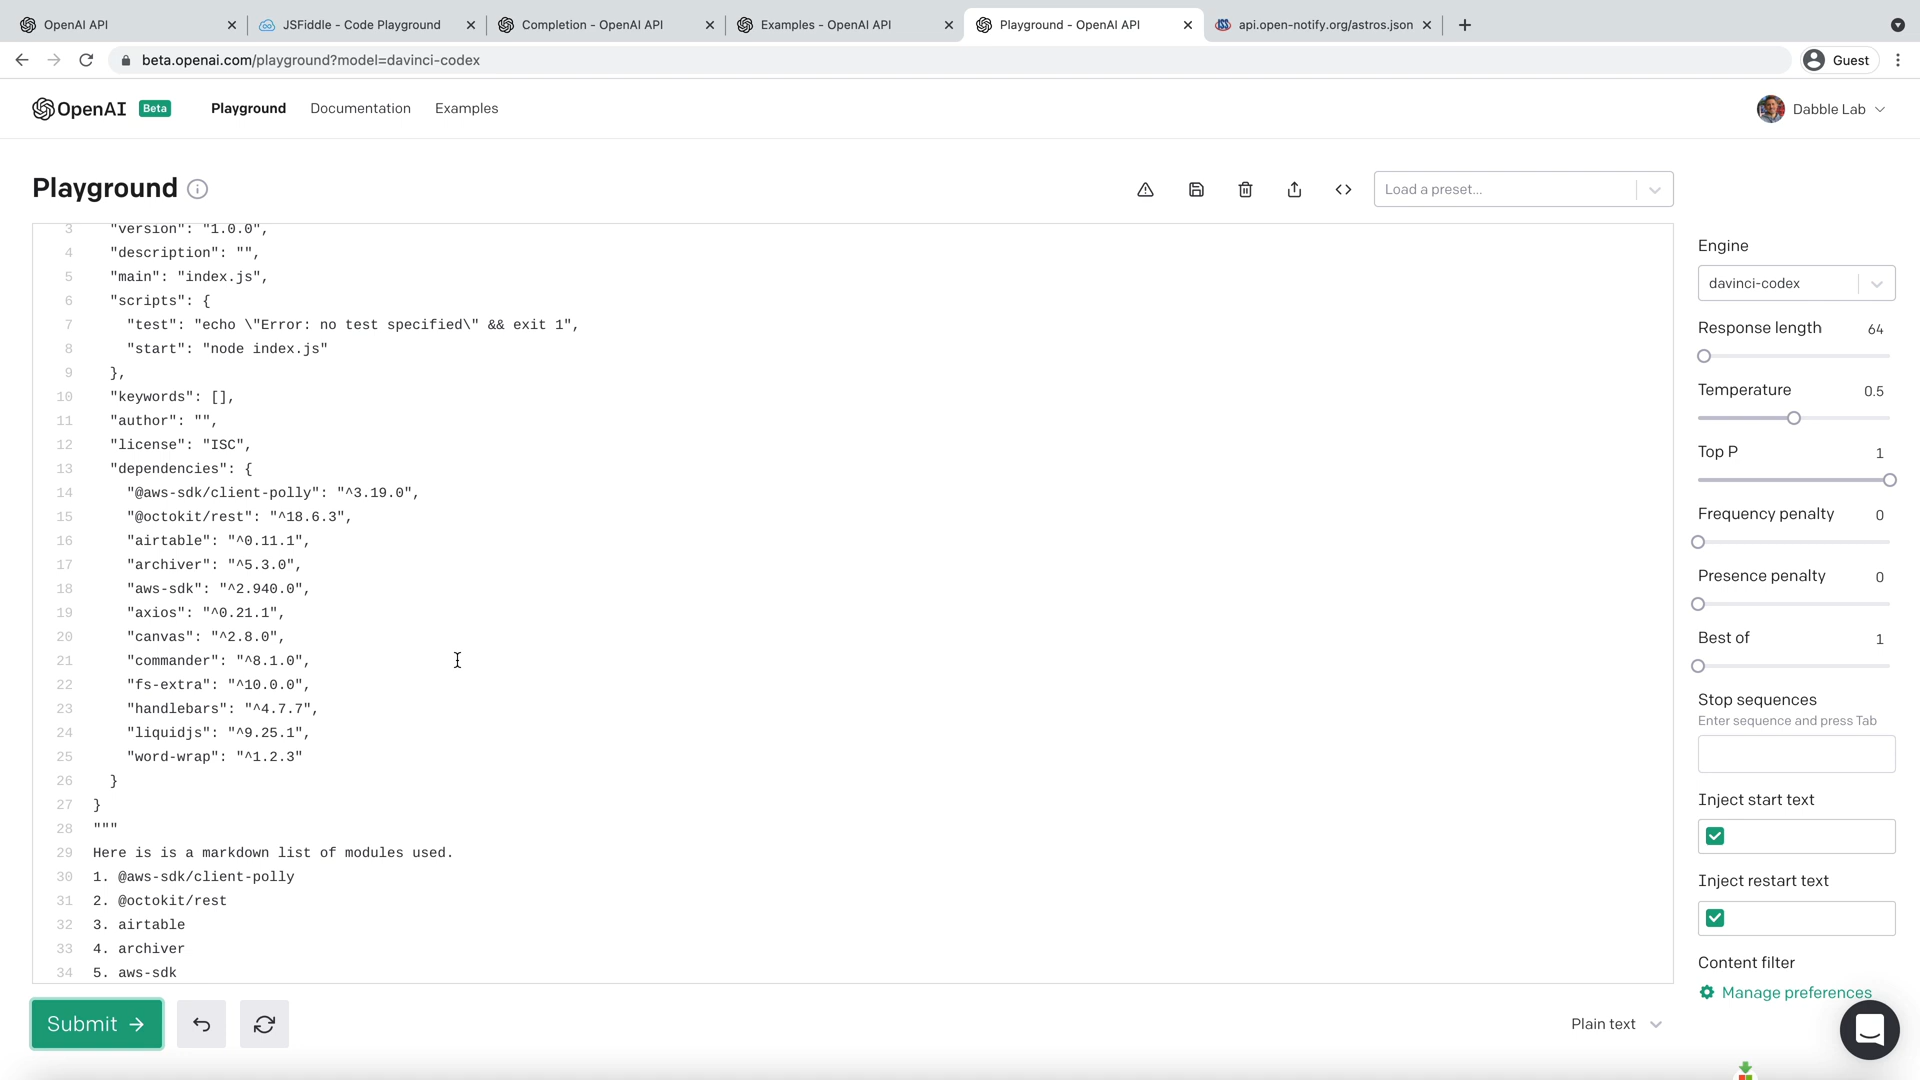 OpenAI API
JSFiddle - Code Playground
Completion - OpenAI API
Examples - OpenAI API
Playground - OpenAI API
api.open-notify.org/astros.json
beta.openai.com/playground?model=davinci-codex
Guest
OpenAI Beta
Playground
Documentation
Examples
Dabble Lab
Playground
Load a preset...
3 "version": "1.0.0",
4 "description": "",
5 "main": "index.js",
6 "scripts": {
7 "test": "echo \"Error: no test specified\" && exit 1",
8 "start": "node index.js"
9 },
10 "keywords": [],
11 "author": "",
12 "license": "ISC",
13 "dependencies": {
14 "@aws-sdk/client-polly": "^3.19.0",
15 "@octokit/rest": "^18.6.3",
16 "airtable": "^0.11.1",
17 "archiver": "^5.3.0",
18 "aws-sdk": "^2.940.0",
19 "axios": "^0.21.1",
20 "canvas": "^2.8.0",
21 "commander": "^8.1.0",
22 "fs-extra": "^10.0.0",
23 "handlebars": "^4.7.7",
24 "liquidjs": "^9.25.1",
25 "word-wrap": "^1.2.3"
26 }
27 }
28 """
29 Here is is a markdown list of modules used.
30 1. @aws-sdk/client-polly
31 2. @octokit/rest
32 3. airtable
33 4. archiver
34 5. aws-sdk
Engine
davinci-codex
Response length 64
Temperature 0.5
Top P 1
Frequency penalty 0
Presence penalty 0
Best of 1
Stop sequences
Enter sequence and press Tab
Inject start text
Inject restart text
Content filter
Manage preferences
Submit
Plain text